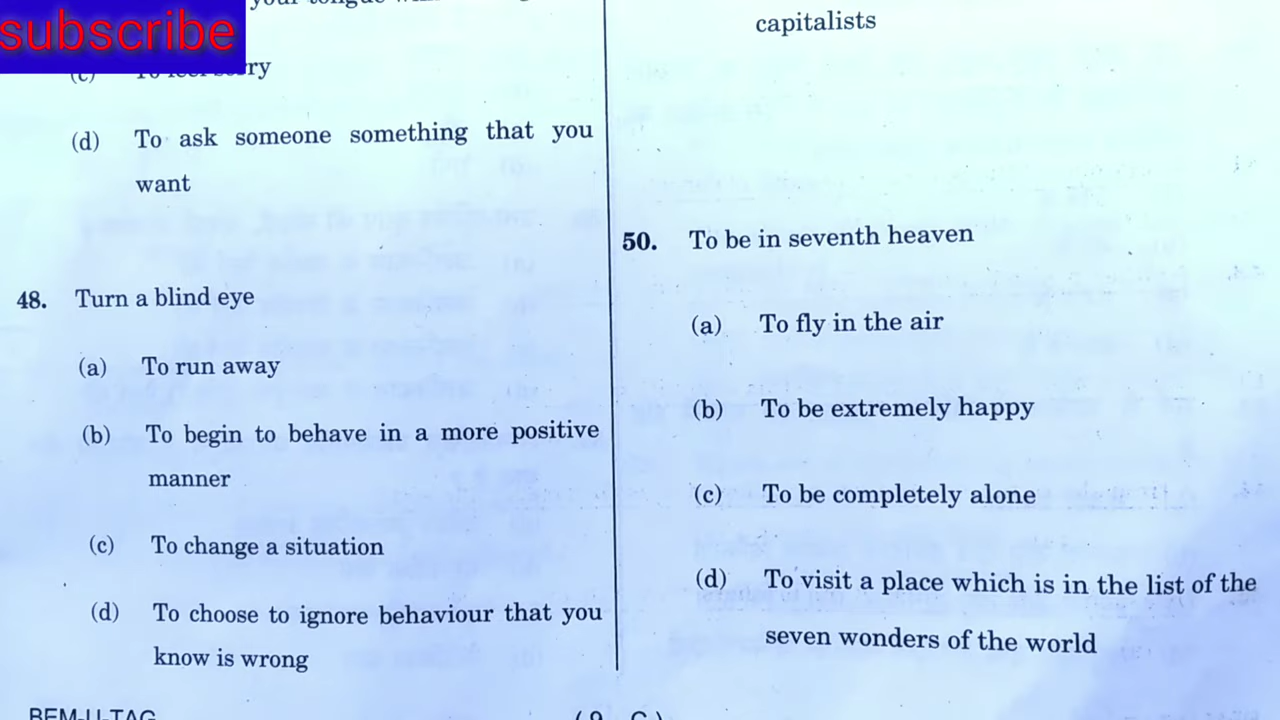 subscribe
(d) To ask someone something that you
want
48. Turn a blind eye
(a) To run away
(b) To begin to behave in a more positive
manner
(c) To change a situation
(d) To choose to ignore behaviour that you
know is wrong
capitalists
50. To be in seventh heaven
(a) To fly in the air
(b) To be extremely happy
(c) To be completely alone
(d) To visit a place which is in the list of the
seven wonders of the world